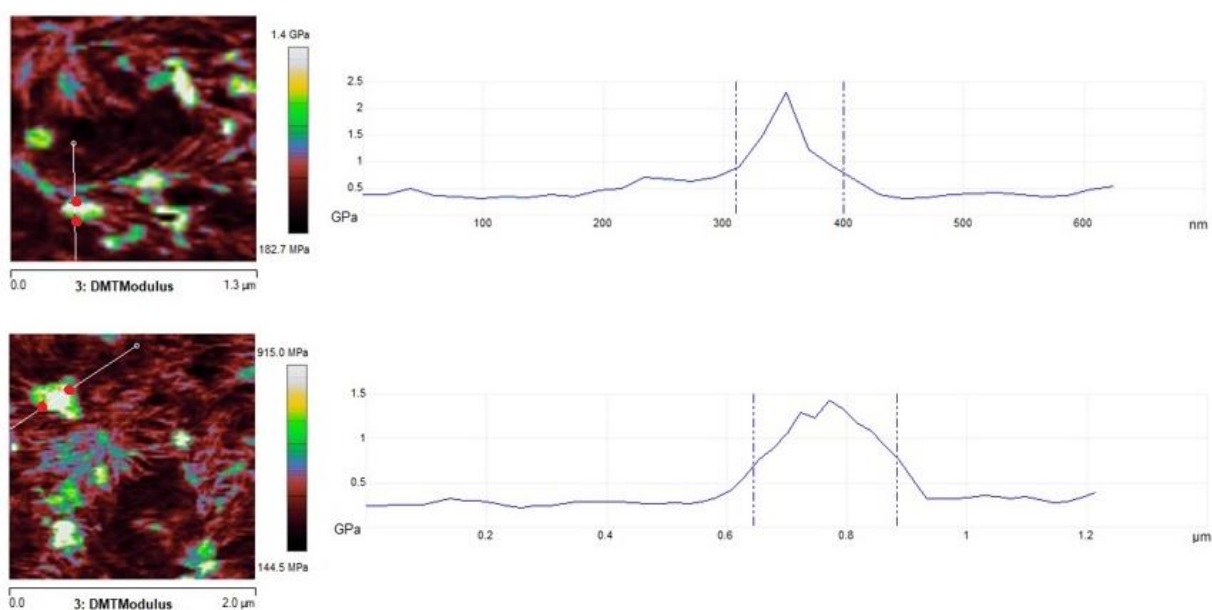 1.4 GPa
182.7 MPa
0.0 3: DMTModulus 1.3 µm
2.5
2
1.5
1
0.5
GPa
100 200 300 400 500 600 nm
915.0 MPa
144.5 MPa
0.0 3: DMTModulus 2.0 µm
1.5
1
0.5
GPa
0.2 0.4 0.6 0.8 1 1.2 µm